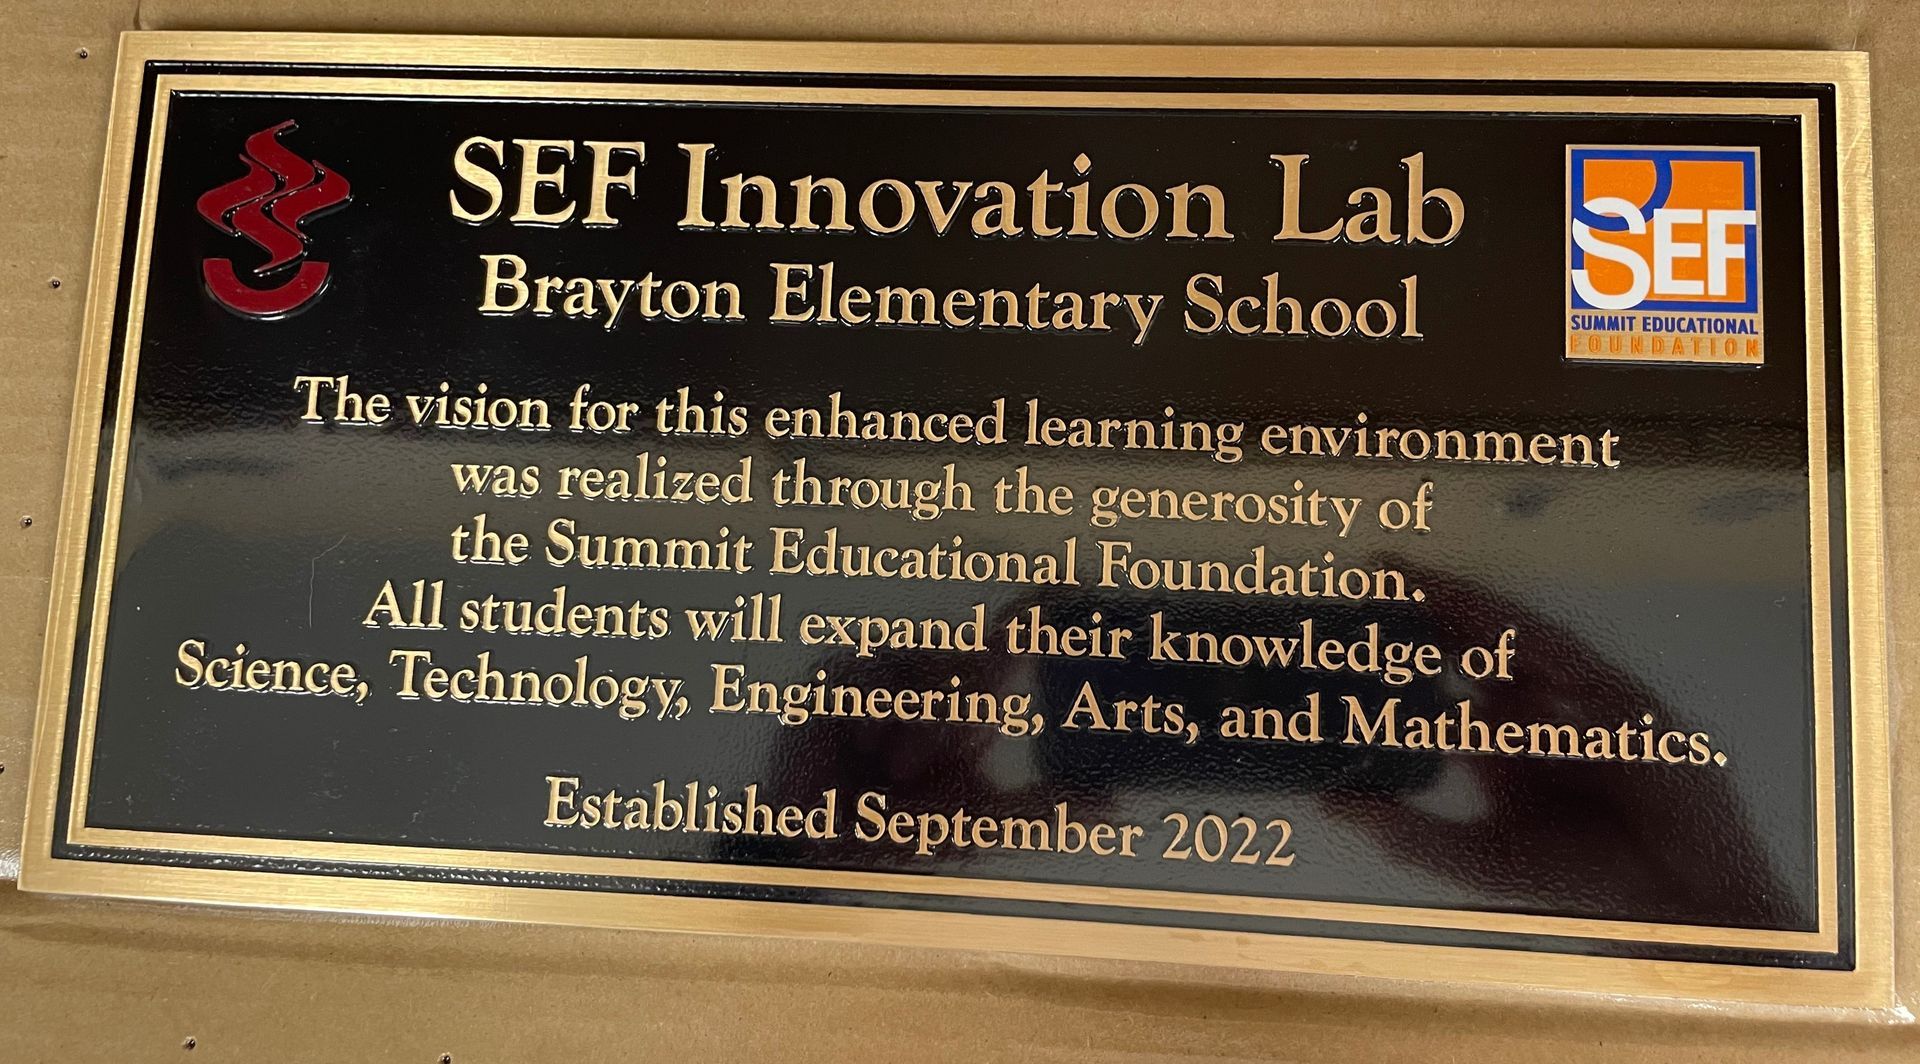 SEF Innovation Lab
Brayton Elementary School
SEF
SUMMIT EDUCATIONAL
FOUNDATION
The vision for this enhanced learning environment
was realized through the generosity of
the Summit Educational Foundation.
All students will expand their knowledge of
Science, Technology, Engineering, Arts, and Mathematics.
Established September 2022